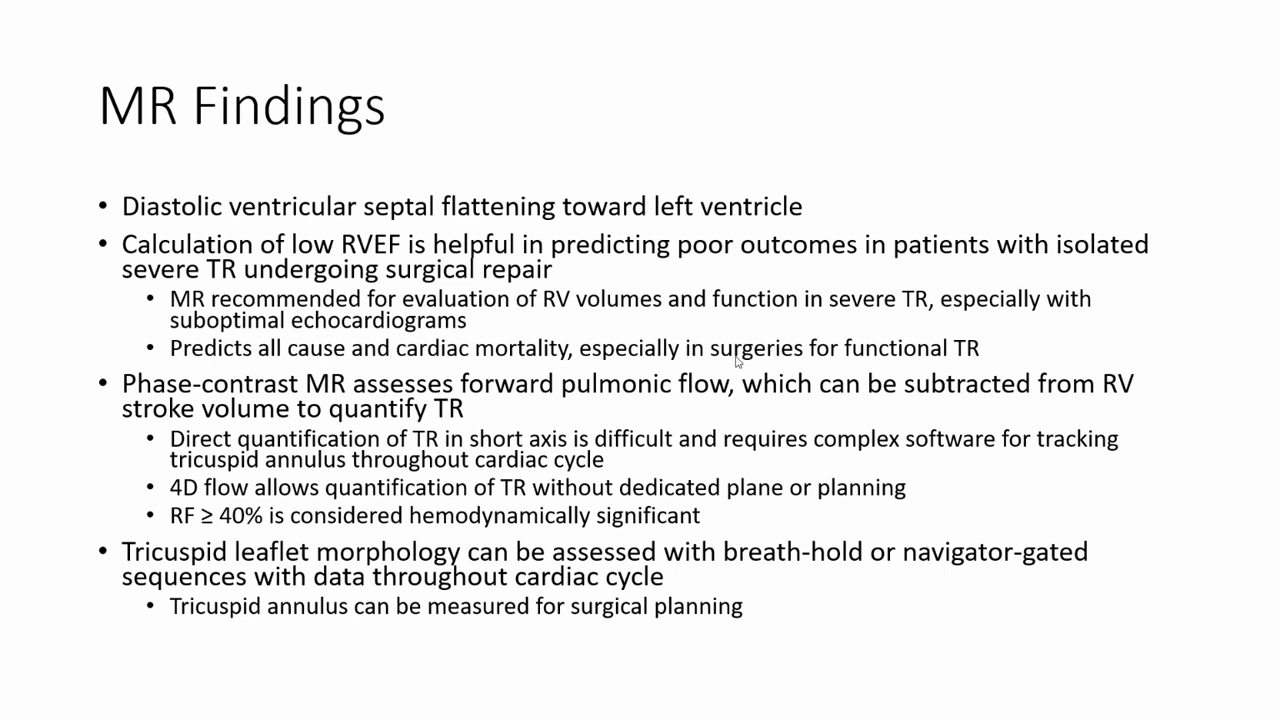 MR Findings
• Diastolic ventricular septal flattening toward left ventricle
• Calculation of low RVEF is helpful in predicting poor outcomes in patients with isolated
severe TR undergoing surgical repair
• MR recommended for evaluation of RV volumes and function in severe TR, especially with
suboptimal echocardiograms
• Predicts all cause and cardiac mortality, especially in surgeries for functional TR
• Phase-contrast MR assesses forward pulmonic flow, which can be subtracted from RV
stroke volume to quantify TR
• Direct quantification of TR in short axis is difficult and requires complex software for tracking
tricuspid annulus throughout cardiac cycle
• 4D flow allows quantification of TR without dedicated plane or planning
• RF ≥ 40% is considered hemodynamically significant
• Tricuspid leaflet morphology can be assessed with breath-hold or navigator-gated
sequences with data throughout cardiac cycle
• Tricuspid annulus can be measured for surgical planning